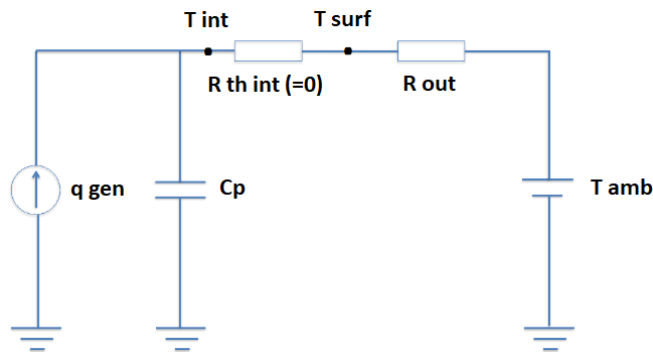 T int
T surf
R th int (=0)
R out
q gen
Cp
T amb